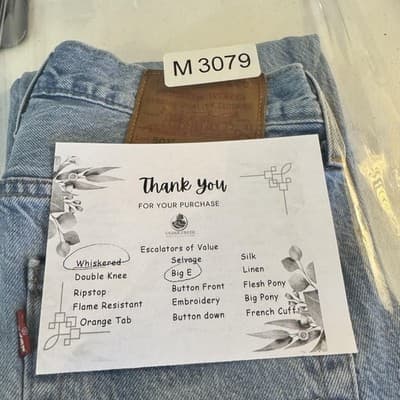 M 3079
Thank You
FOR YOUR PURCHASE
Escalators of Value
Whiskered
Selvage
Silk
Double Knee
Big E
Linen
Ripstop
Button Front
Flesh Pony
Flame Resistant
Embroidery
Big Pony
Orange Tab
Button down
French Cuff